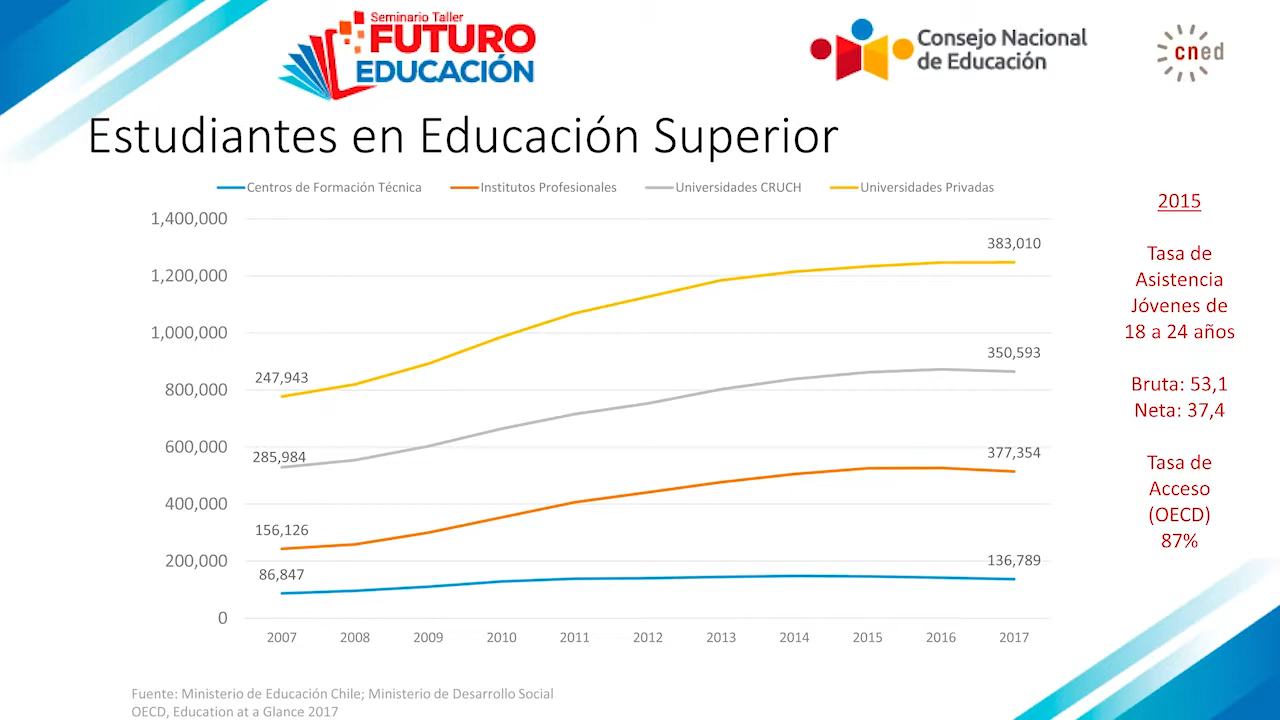 Seminario Taller
FUTURO
EDUCACIÓN
Consejo Nacional
de Educación
cned
Estudiantes en Educación Superior
Centros de Formación Técnica
Institutos Profesionales
Universidades CRUCH
Universidades Privadas
1,400,000
1,200,000
1,000,000
800,000
600,000
400,000
200,000
0
383,010
247,943
350,593
285,984
377,354
156,126
136,789
86,847
2007 2008 2009 2010 2011 2012 2013 2014 2015 2016 2017
2015
Tasa de
Asistencia
Jóvenes de
18 a 24 años
Bruta: 53,1
Neta: 37,4
Tasa de
Acceso
(OECD)
87%
Fuente: Ministerio de Educación Chile; Ministerio de Desarrollo Social
OECD, Education at a Glance 2017